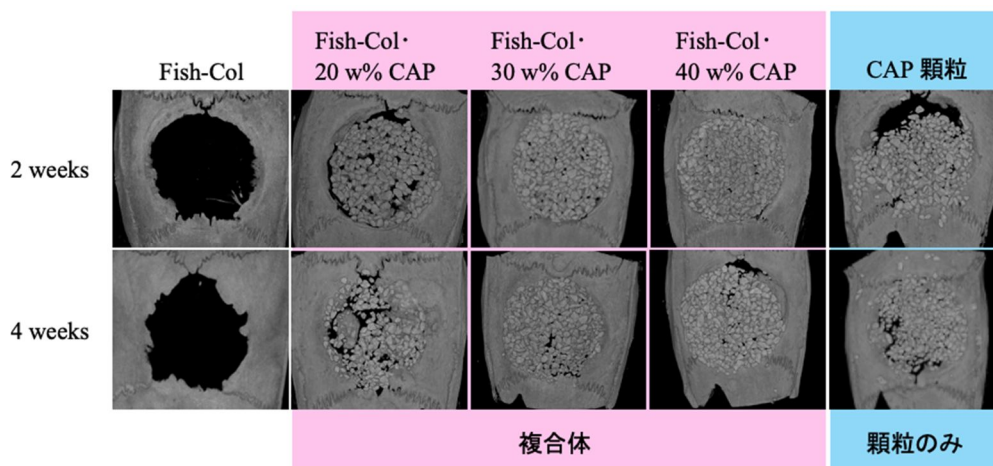 Fish-Col
Fish-Col･
20 w% CAP
Fish-Col･
30 w% CAP
Fish-Col･
40 w% CAP
CAP 顆粒
2 weeks
4 weeks
複合体
顆粒のみ